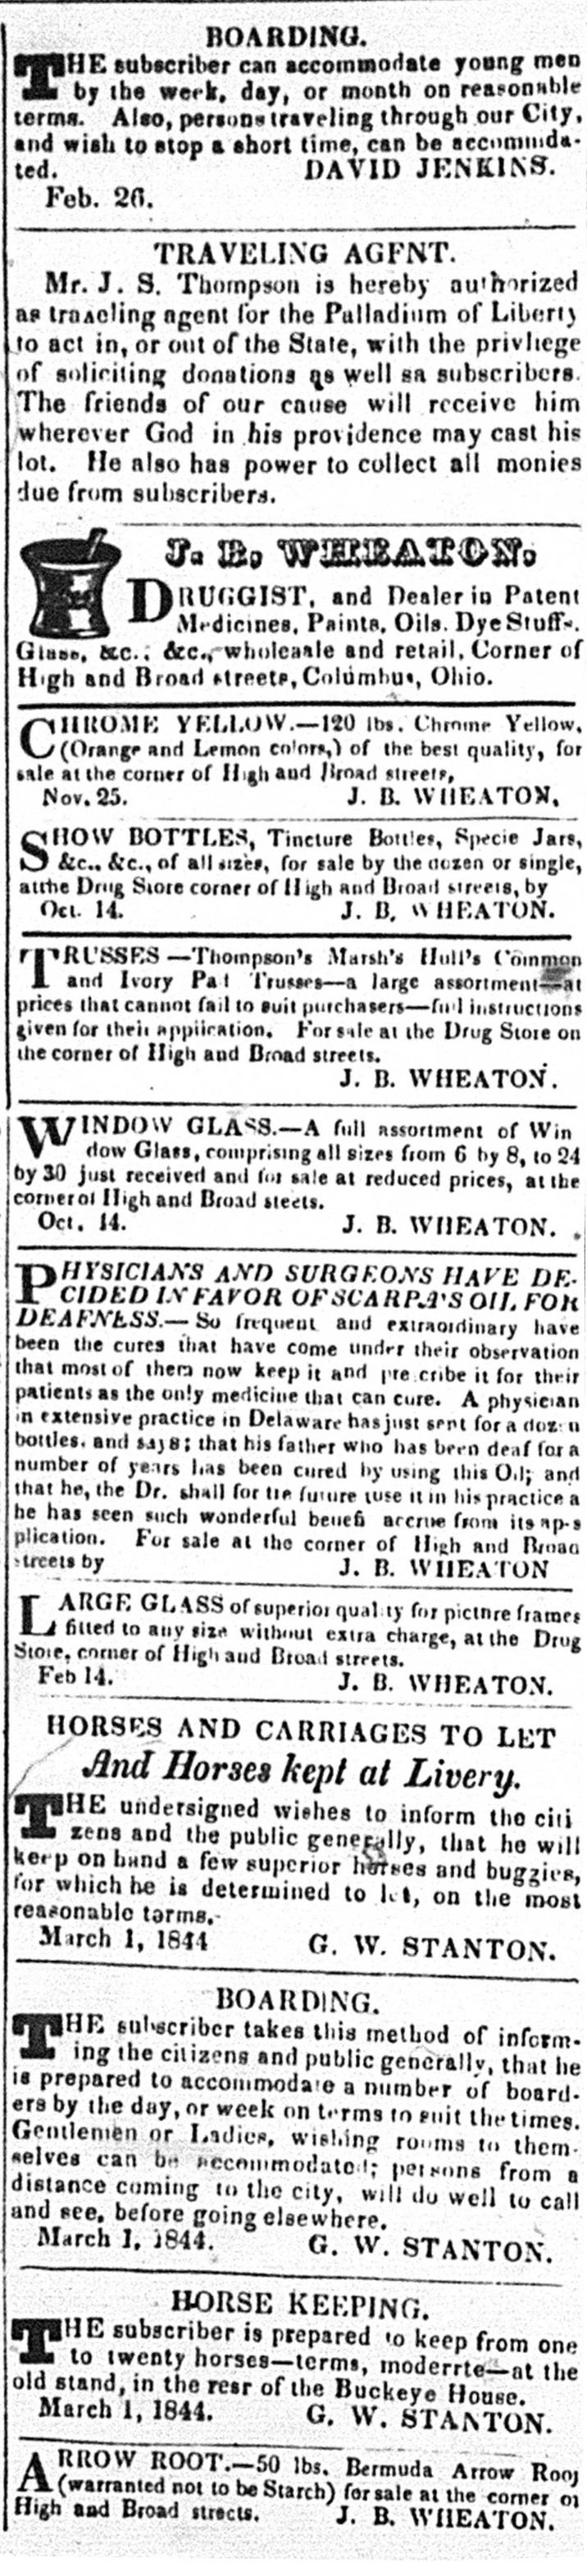 BOARDING.
THE subscriber can accommodate young men
by the week, day, or month on reasonable
terms. Also, persons traveling through our City,
and wish to stop a short time, can be accommda-
ted. DAVID JENKINS.
Feb. 26.
TRAVELING AGENT.
Mr. J. S. Thompson is hereby authorized
as traveling agent for the Palladium of Liberty
to act in, or out of the State, with the privliege
of soliciting donations as well sa subscribers.
The friends of our cause will receive him
wherever God in his providence may cast his
lot. He also has power to collect all monies
due from subscribers.
J. B. WHEATON.
DRUGGIST, and Dealer in Patent
Medicines, Paints, Oils, Dye Stuffs,
Glass, &c., &c., wholesale and retail, Corner of
High and Broad streets, Columbus, Ohio.
CHROME YELLOW.—120 lbs. Chrome Yellow,
(Orange and Lemon colors,) of the best quality, for
sale at the corner of High and Broad streets,
Nov. 25. J. B. WHEATON,
SHOW BOTTLES, Tincture Bottles, Specie Jars,
&c., &c., of all sizes, for sale by the dozen or single,
atthe Drug Store corner of High and Broad streets, by
Oct. 14. J. B. WHEATON.
TRUSSES—Thompson's Marsh's Hull's Common
and Ivory Pad Trusses—a large assortment—at
prices that cannot fail to suit purchasers—full instructions
given for their appiication. For sale at the Drug Store on
the corner of High and Broad streets.
J. B. WHEATON.
WINDOW GLASS.—A full assortment of Win
dow Glass, comprising all sizes from 6 by 8, to 24
by 30 just received and for sale at reduced prices, at the
corner of High and Broad steets.
Oct. 14. J. B. WHEATON.
PHYSICIANS AND SURGEONS HAVE DE-
CIDED IN FAVOR OF SCARPA'S OIL FOR
DEAFNESS.—So frequent and extraordinary have
been the cures that have come under their observation
that most of them now keep it and prescribe it for their
patients as the only medicine that can cure. A physician
in extensive practice in Delaware has just sent for a dozen
bottles, and says; that his father who has been deaf for a
number of years has been cured by using this Oil; and
that he, the Dr. shall for tie future tuse it in his practice a
he has seen such wonderful benefi accrue from its ap-s
plication. For sale at the corner of High and Broad
streets by J. B. WHEATON
LARGE GLASS of superior quality for pictnre frames
fitted to any size without extra charge, at the Drug
Store, corner of High and Broad streets.
Feb 14. J. B. WHEATON.
HORSES AND CARRIAGES TO LET
And Horses kept at Livery.
THE undersigned wishes to inform the citi
zens and the public generally, that he will
keep on hand a few superior horses and buggies,
for which he is determined to let, on the most
reasonable tarms.
March 1, 1844 G. W. STANTON.
BOARDING.
THE subscriber takes this method of inform-
ing the citizens and public generally, that he
is prepared to accommodate a number of board-
ers by the day, or week on terms to suit the times.
Gentlemen or Ladies, wishing rooms to them-
selves can be accommodated; persons from a
distance coming to the city, will do well to call
and see, before going elsewhere.
March 1, 1844. G. W. STANTON.
HORSE KEEPING.
THE subscriber is prepared to keep from one
to twenty horses—terms, moderrte—at the
old stand, in the resr of the Buckeye House.
March 1, 1844. G. W. STANTON.
ARROW ROOT.—50 lbs. Bermuda Arrow Roo
(warranted not to be Starch) for sale at the corner of
High and Broad streets. J. B. WHEATON.